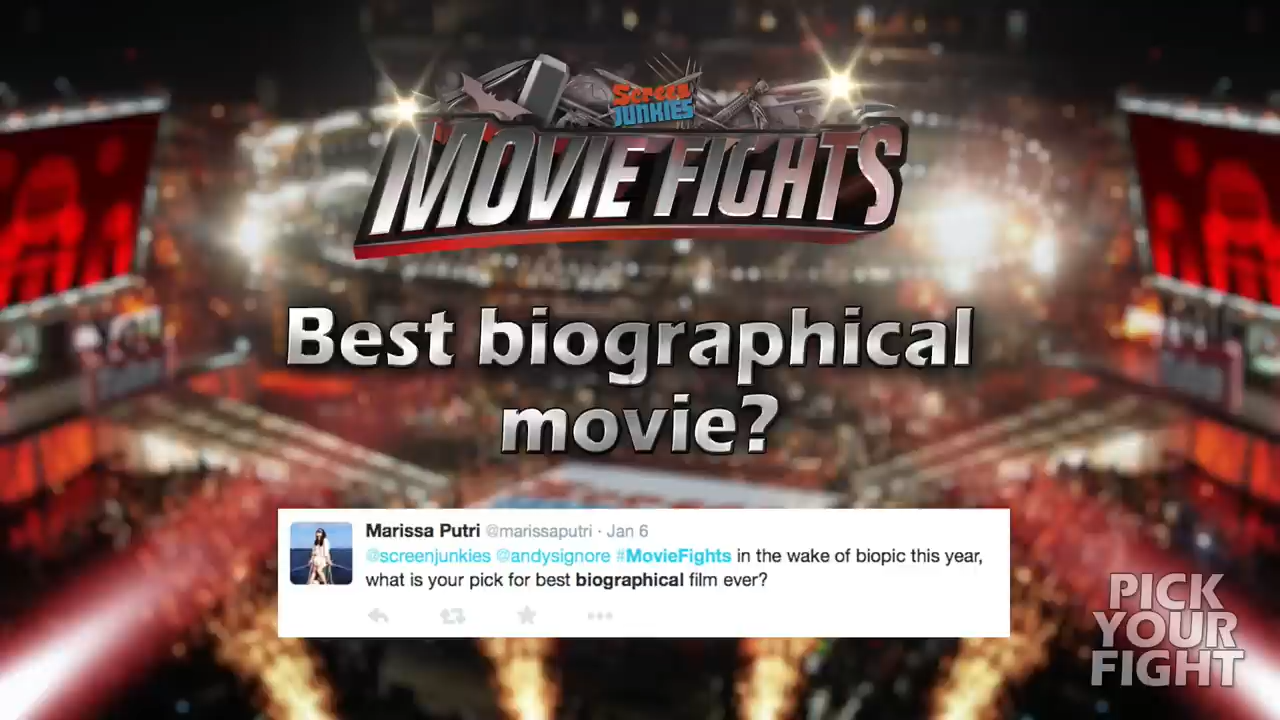 Screen
JUNKIES
MOVIE FIGHTS
Best biographical
movie?
Marissa Putri @marissaputri · Jan 6
@screenjunkies @andysignore #MovieFights in the wake of biopic this year,
what is your pick for best biographical film ever?
PICK
YOUR
FIGHT